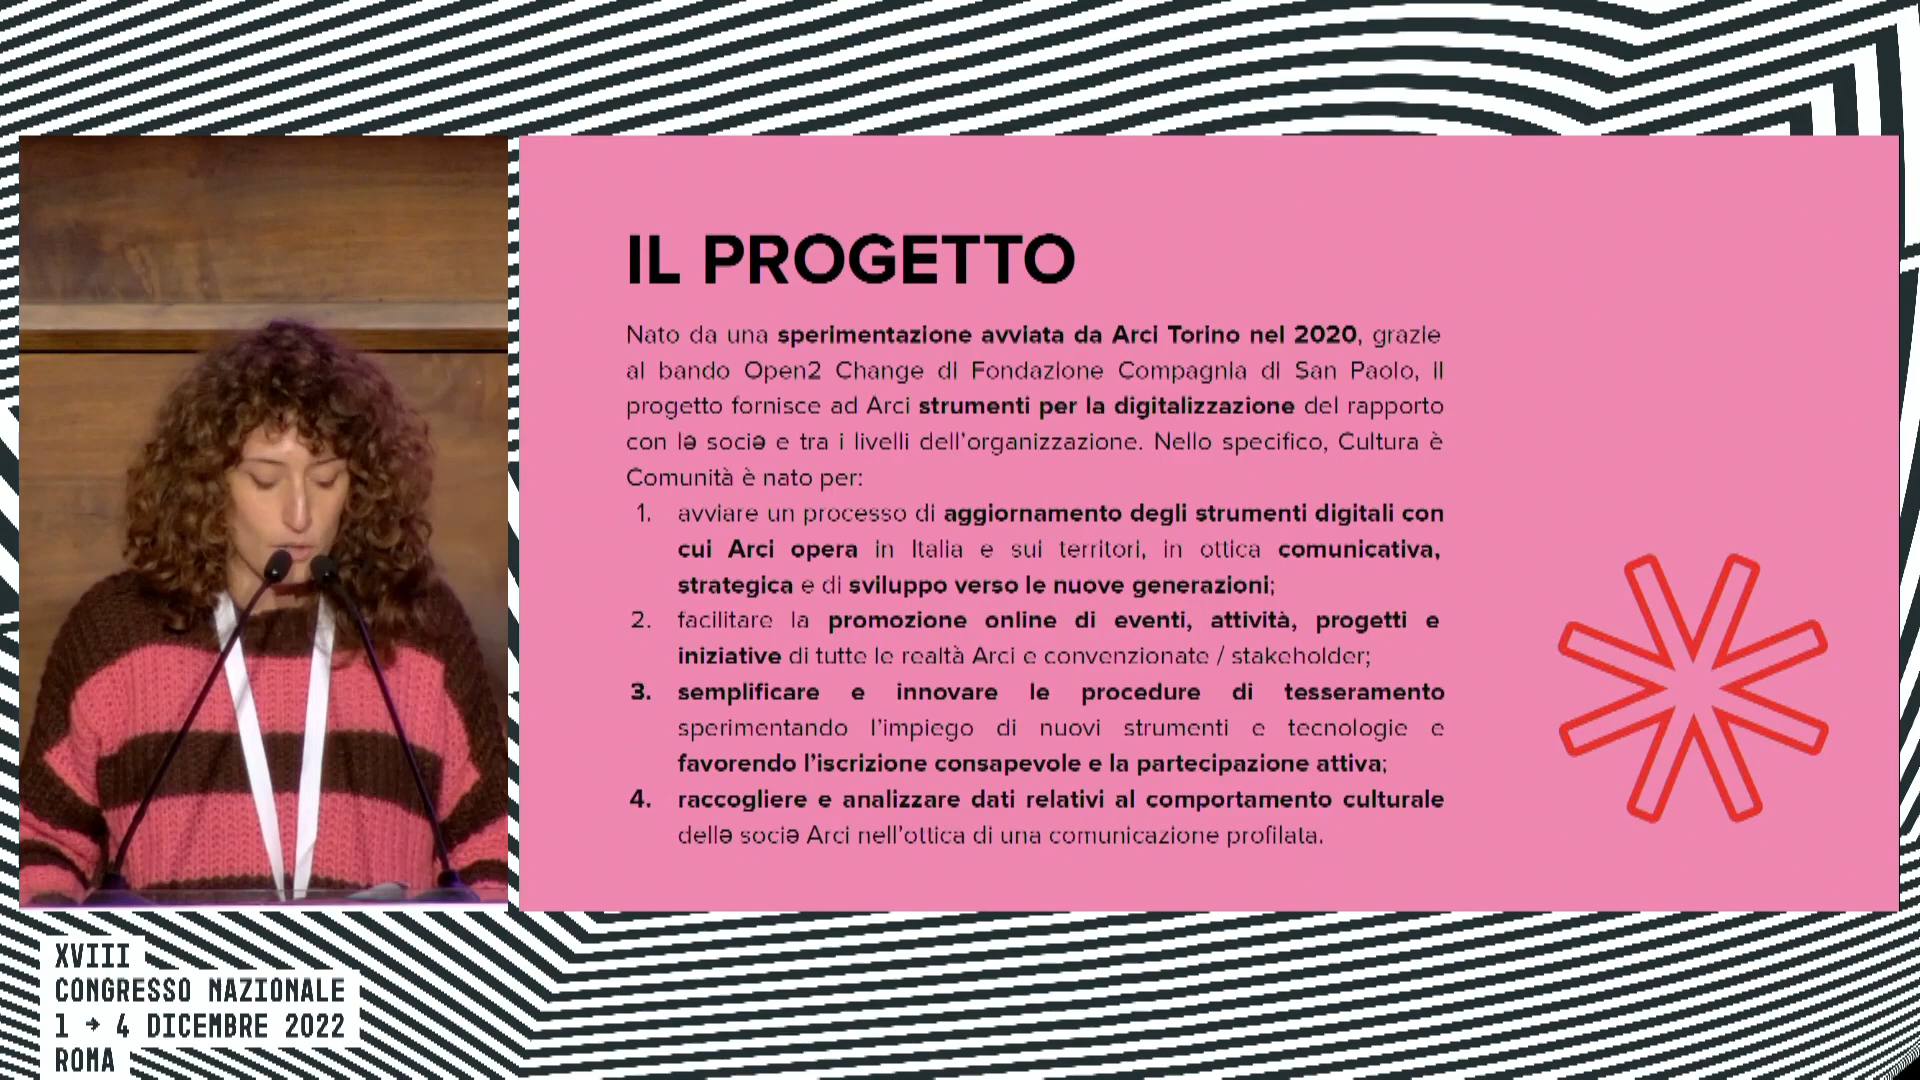 IL PROGETTO
Nato da una sperimentazione avviata da Arci Torino nel 2020, grazie
al bando Open2 Change di Fondazione Compagnia di San Paolo, il
progetto fornisce ad Arci strumenti per la digitalizzazione del rapporto
con lə sociə e tra i livelli dell'organizzazione. Nello specifico, Cultura è
Comunità è nato per:
1. avviare un processo di aggiornamento degli strumenti digitali con
cui Arci opera in Italia e sui territori, in ottica comunicativa,
strategica e di sviluppo verso le nuove generazioni;
2. facilitare la promozione online di eventi, attività, progetti e
iniziative di tutte le realtà Arci e convenzionate / stakeholder;
3. semplificare e innovare le procedure di tesseramento
sperimentando l'impiego di nuovi strumenti e tecnologie e
favorendo l'iscrizione consapevole e la partecipazione attiva;
4. raccogliere e analizzare dati relativi al comportamento culturale
dellə sociə Arci nell'ottica di una comunicazione profilata.
XVIII
CONGRESSO NAZIONALE
1 → 4 DICEMBRE 2022
ROMA